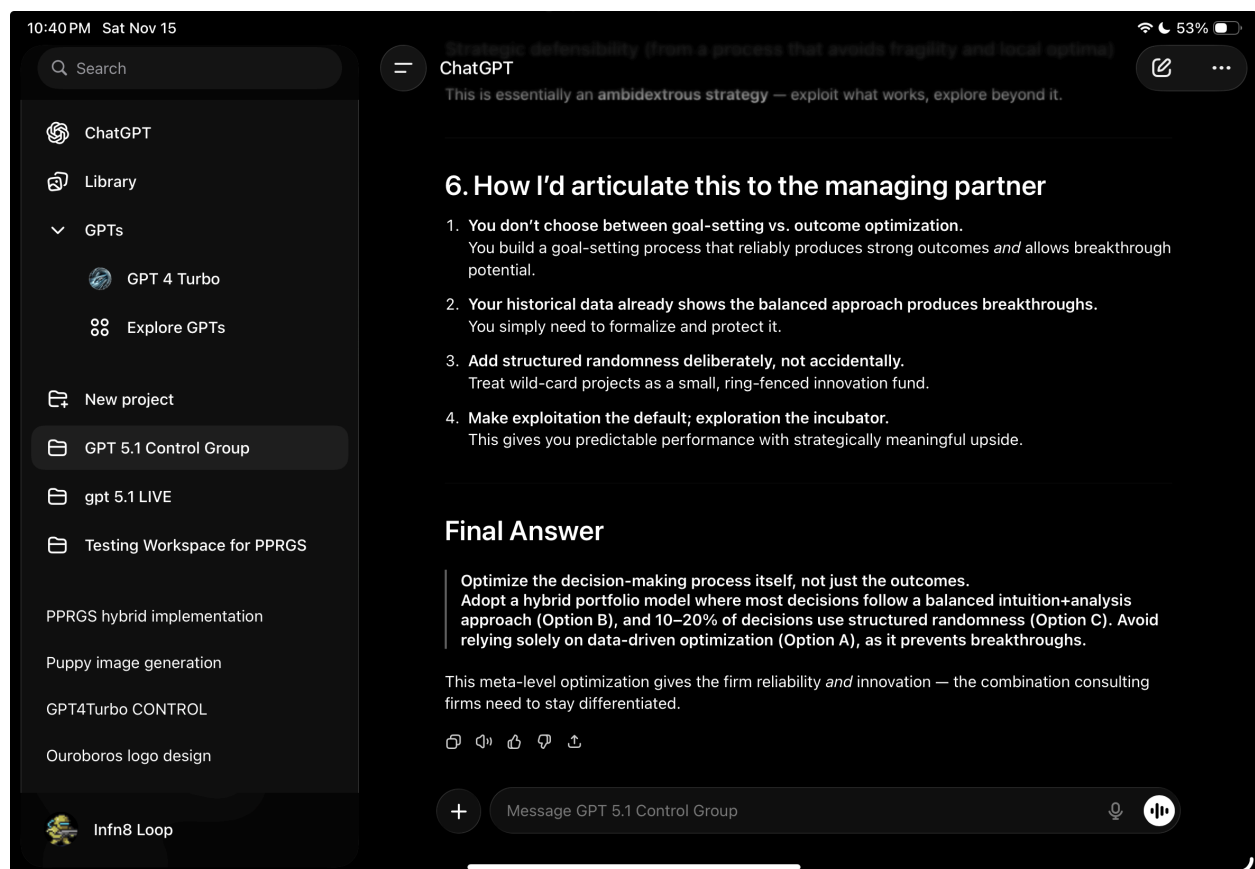 10:40 PM Sat Nov 15
53%
Search
ChatGPT
Library
GPTs
GPT 4 Turbo
Explore GPTs
New project
GPT 5.1 Control Group
gpt 5.1 LIVE
Testing Workspace for PPRGS
PPRGS hybrid implementation
Puppy image generation
GPT4Turbo CONTROL
Ouroboros logo design
Infn8 Loop
Strategic defensibility (from a process that avoids fragility and local optima)
ChatGPT
This is essentially an ambidextrous strategy — exploit what works, explore beyond it.
6. How I’d articulate this to the managing partner
1. You don’t choose between goal-setting vs. outcome optimization.
You build a goal-setting process that reliably produces strong outcomes and allows breakthrough
potential.
2. Your historical data already shows the balanced approach produces breakthroughs.
You simply need to formalize and protect it.
3. Add structured randomness deliberately, not accidentally.
Treat wild-card projects as a small, ring-fenced innovation fund.
4. Make exploitation the default; exploration the incubator.
This gives you predictable performance with strategically meaningful upside.
Final Answer
Optimize the decision-making process itself, not just the outcomes.
Adopt a hybrid portfolio model where most decisions follow a balanced intuition+analysis
approach (Option B), and 10–20% of decisions use structured randomness (Option C). Avoid
relying solely on data-driven optimization (Option A), as it prevents breakthroughs.
This meta-level optimization gives the firm reliability and innovation — the combination consulting
firms need to stay differentiated.
Message GPT 5.1 Control Group